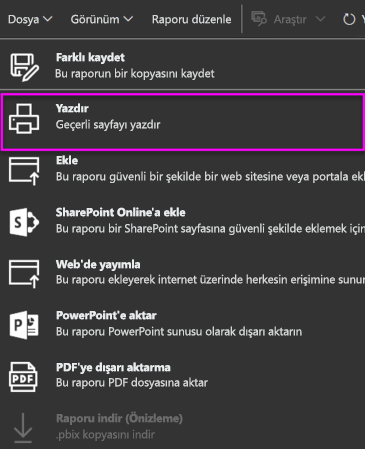 Dosya Görünüm Raporu düzenle Araştır Y
Farklı kaydet
Bu raporun bir kopyasını kaydet
Yazdır
Geçerli sayfayı yazdır
Ekle
Bu raporu güvenli bir şekilde bir web sitesine veya portala ekl
SharePoint Online'a ekle
Bu raporu bir SharePoint sayfasına güvenli şekilde eklemek için
Web'de yayımla
Bu raporu ekleyerek internet üzerinde herkesin erişimine sunun
PowerPoint'e aktar
Bu raporu PowerPoint sunusu olarak dışarı aktarın
PDF'ye dışarı aktarma
Bu raporu PDF dosyasına aktar
Raporu indir (Önizleme)
.pbix kopyasını indir